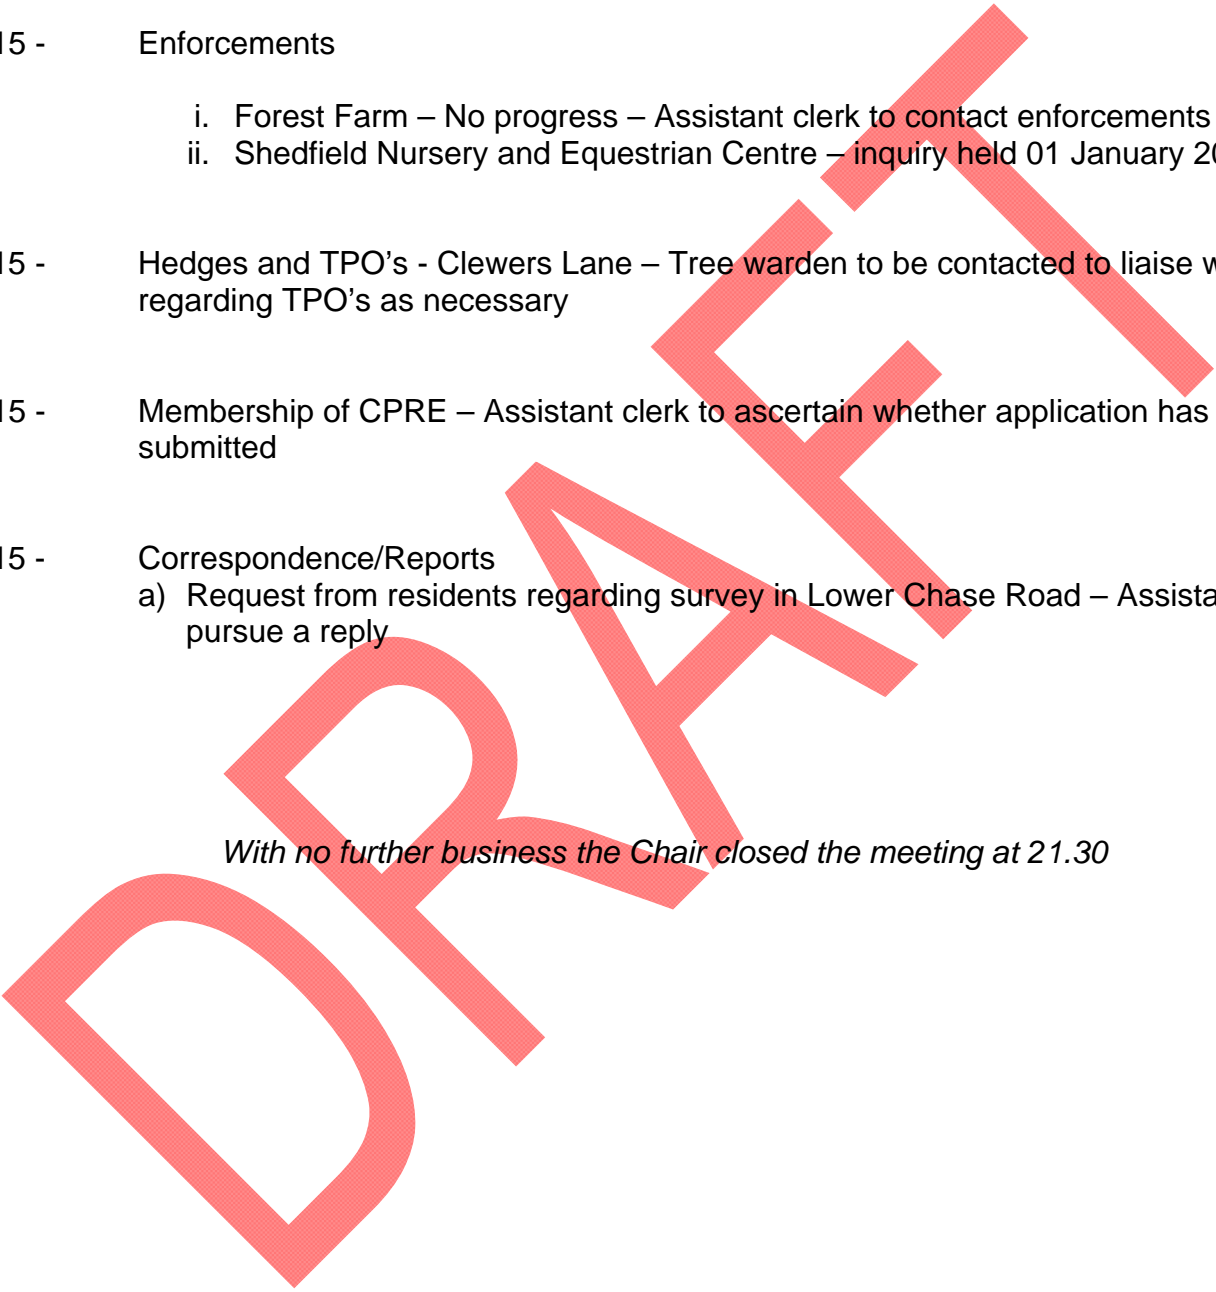 15 - Enforcements
i. Forest Farm – No progress – Assistant clerk to contact enforcements
ii. Shedfield Nursery and Equestrian Centre – inquiry held 01 January
15 - Hedges and TPO's - Clewers Lane – Tree warden to be contacted to liaise
regarding TPO's as necessary
15 - Membership of CPRE – Assistant clerk to ascertain whether application has
submitted
15 - Correspondence/Reports
a) Request from residents regarding survey in Lower Chase Road –
pursue a reply
With no further business the Chair closed the meeting at 21.30
DRAFT